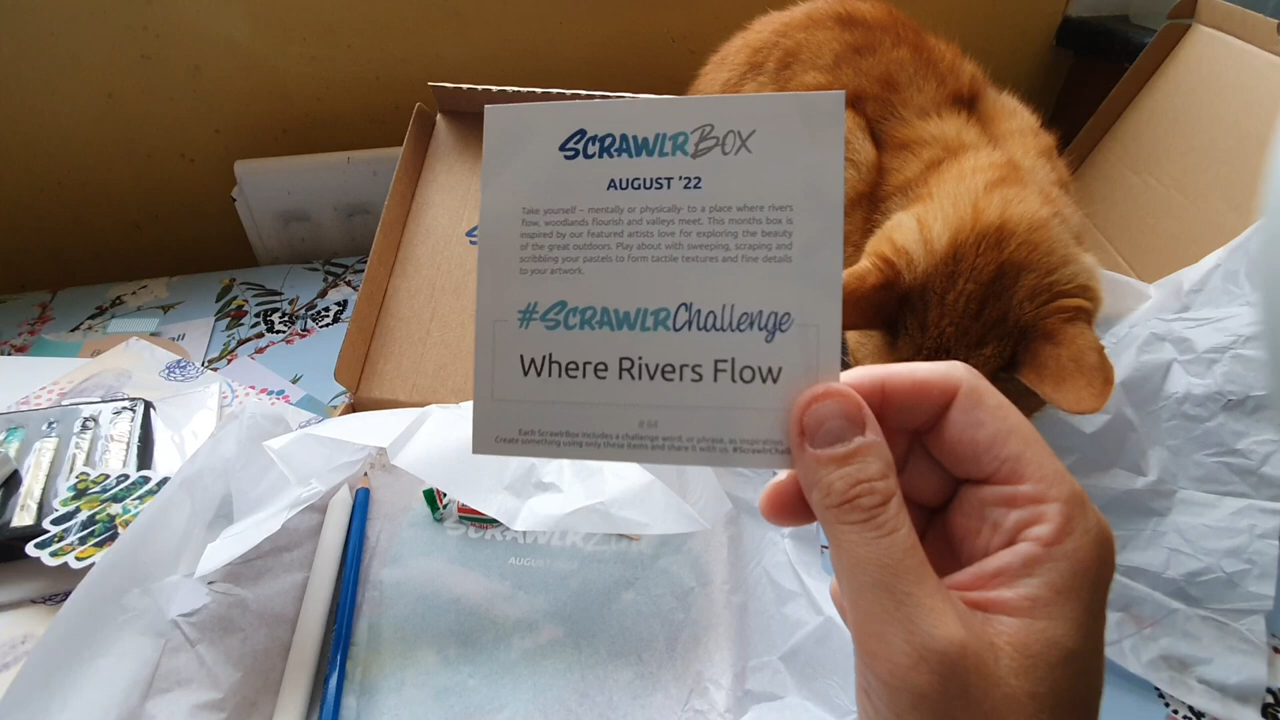 SCRAWLRBOX
AUGUST '22
Take yourself – mentally or physically- to a place where rivers
flow, woodlands flourish and valleys meet. This months box is
inspired by our featured artists love for exploring the beauty
of the great outdoors. Play about with sweeping, scraping and
scribbling your pastels to form tactile textures and fine details
to your artwork.
#SCRAWLRChallenge
Where Rivers Flow
Each ScrawlrBox includes a challenge word, or phrase, as inspiration.
Create something using only these items and share it with us. #ScrawlrChall
SCRAWLRZINE